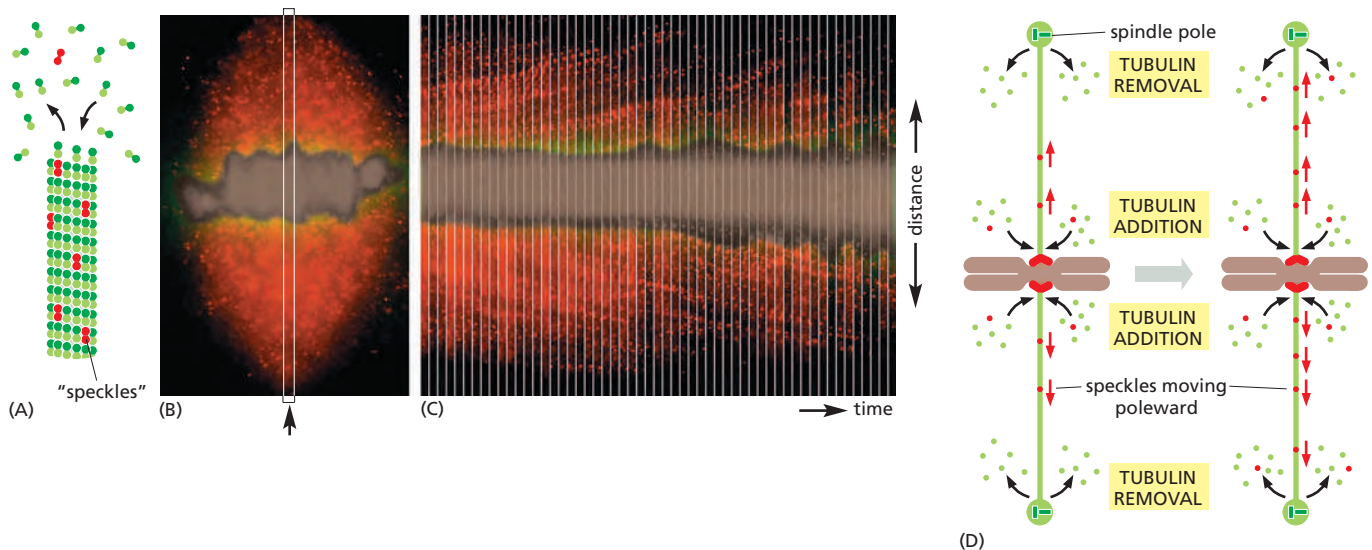 "speckles"
(A)
(B)
(C)
time
distance
spindle pole
TUBULIN
REMOVAL
TUBULIN
ADDITION
TUBULIN
ADDITION
speckles moving
poleward
TUBULIN
REMOVAL
(D)